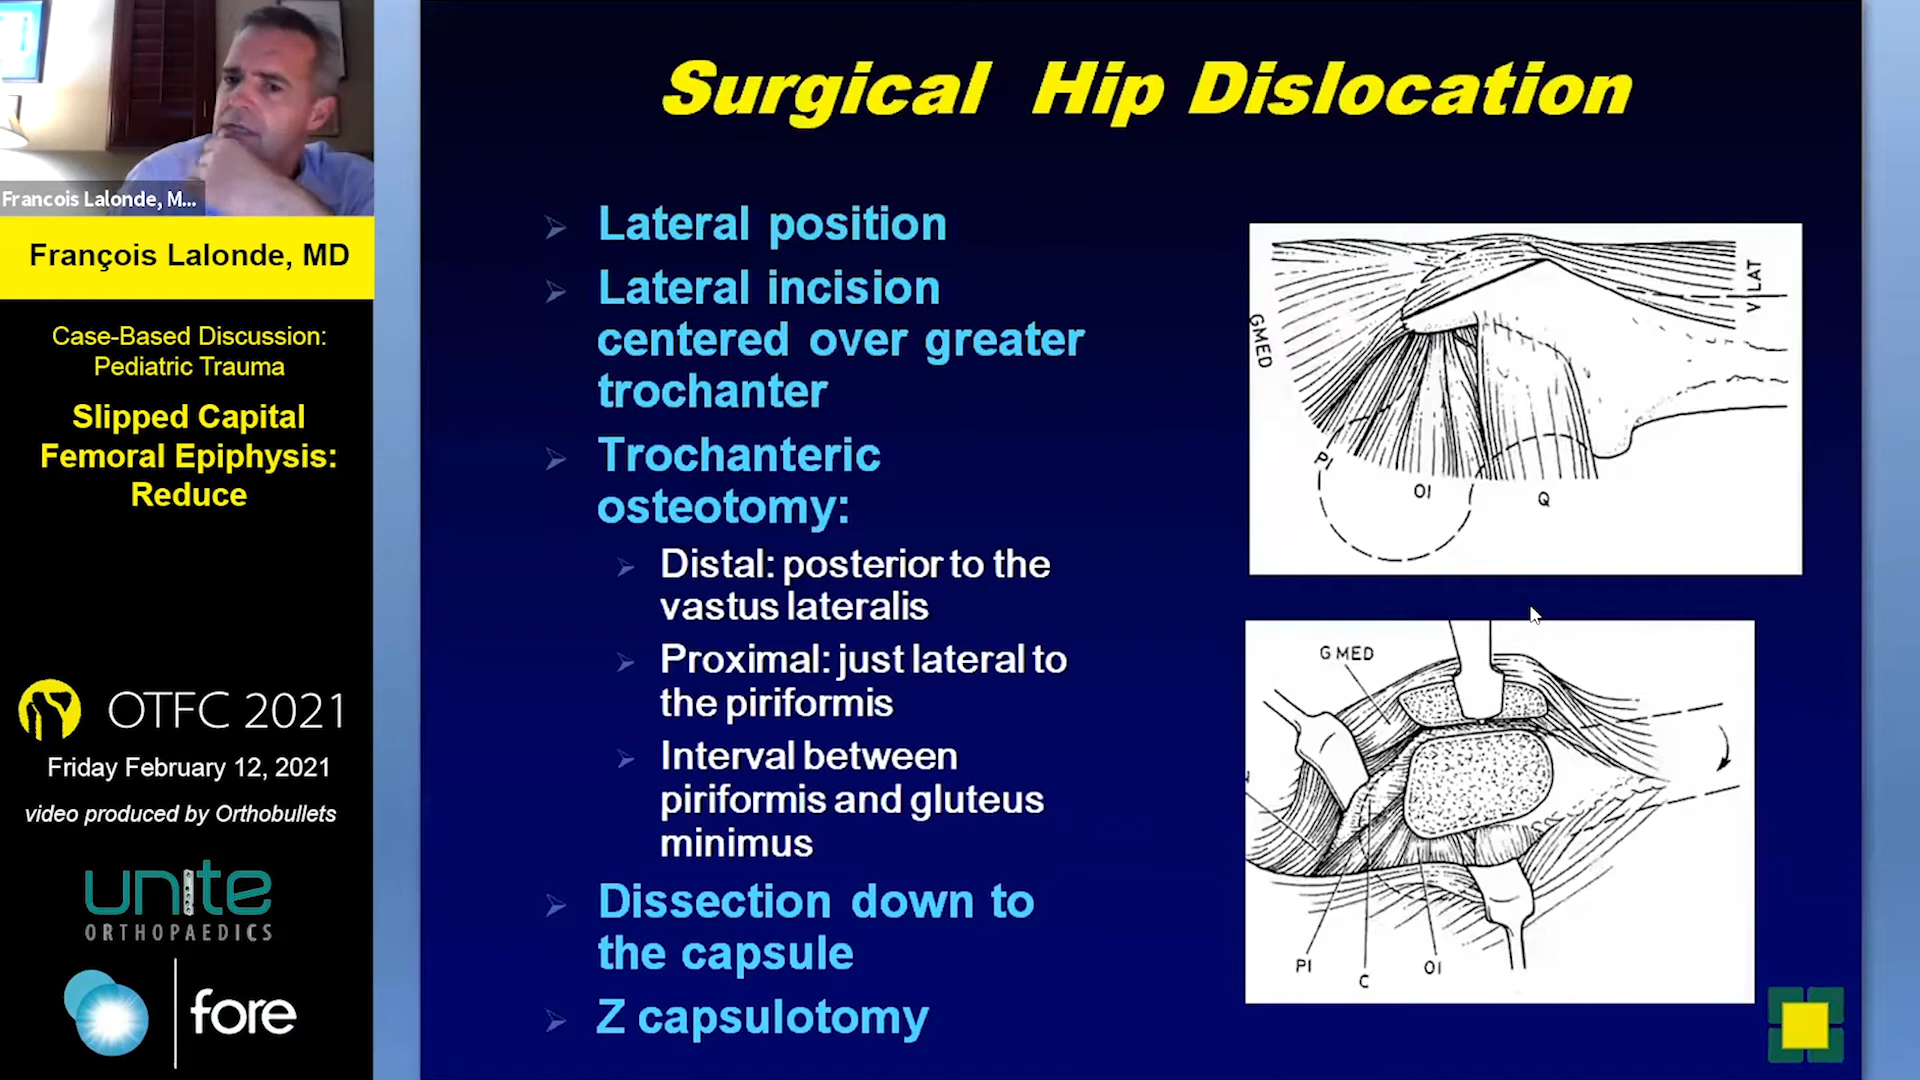 Francois Lalonde, M...
François Lalonde, MD
Case-Based Discussion:
Pediatric Trauma
Slipped Capital
Femoral Epiphysis:
Reduce
OTFC 2021
Friday February 12, 2021
video produced by Orthobullets
unite
ORTHOPAEDICS
fore
Surgical Hip Dislocation
Lateral position
Lateral incision
centered over greater
trochanter
Trochanteric
osteotomy:
Distal: posterior to the
vastus lateralis
Proximal: just lateral to
the piriformis
Interval between
piriformis and gluteus
minimus
Dissection down to
the capsule
Z capsulotomy
GMED
V LAT
PI
OI
Q
G MED
PI
C
OI